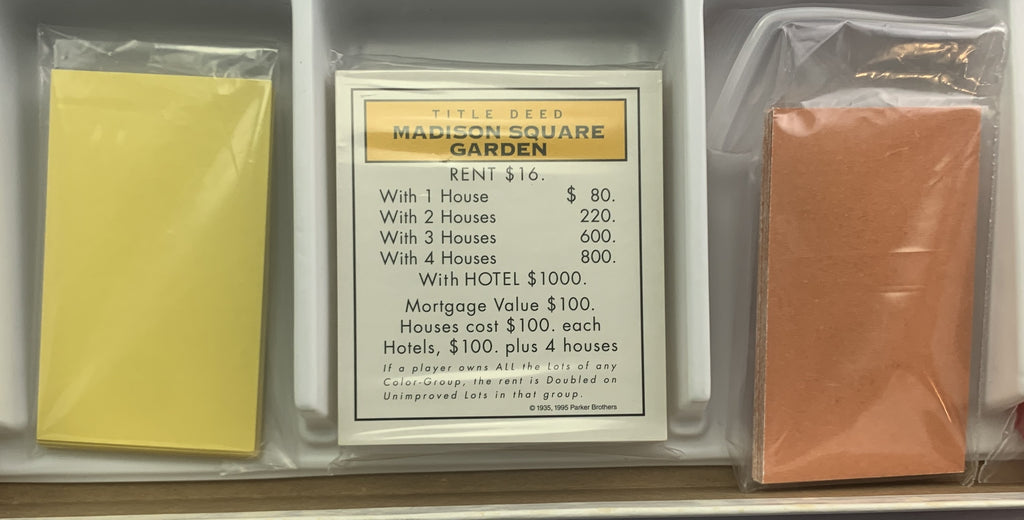 TITLE DEED
MADISON SQUARE
GARDEN
RENT $16.
With 1 House $ 80.
With 2 Houses 220.
With 3 Houses 600.
With 4 Houses 800.
With HOTEL $1000.
Mortgage Value $100.
Houses cost $100. each
Hotels, $100. plus 4 houses
If a player owns ALL the Lots of any
Color-Group, the rent is Doubled on
Unimproved Lots in that group.
© 1935, 1995 Parker Brothers